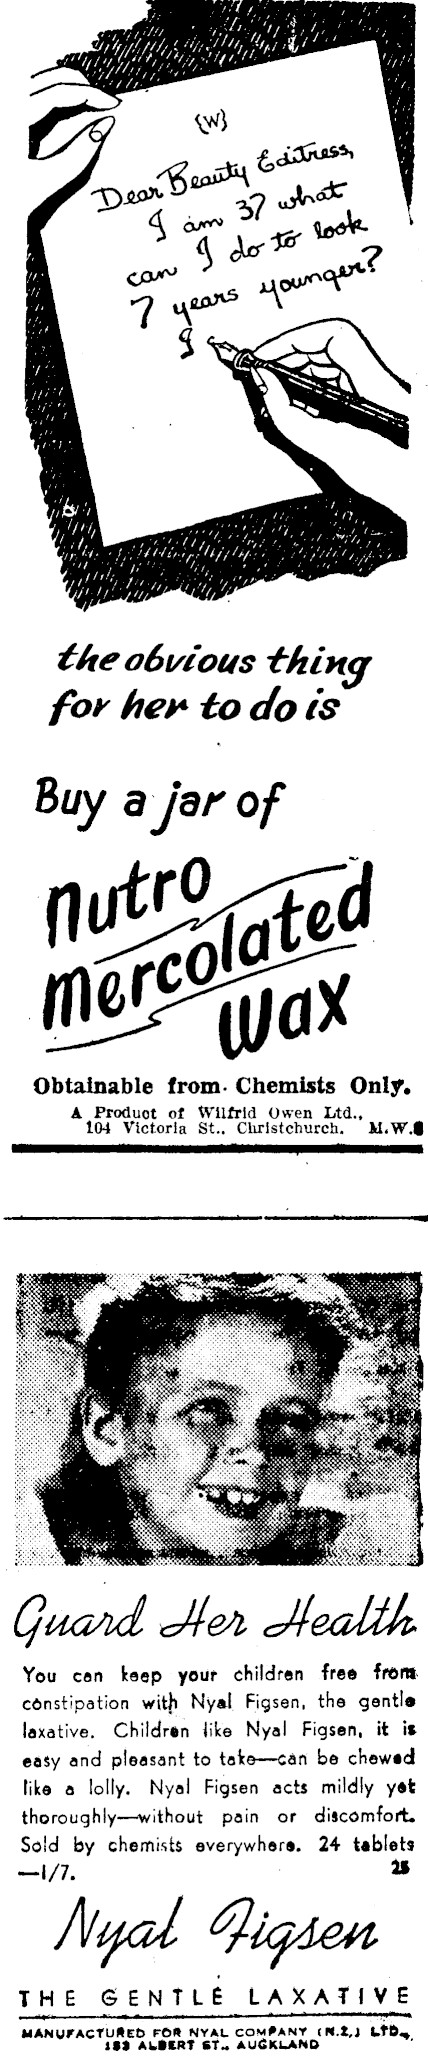 {W}
Dear Beauty Editress,
I am 37 what
can I do to look
7 years younger?
I
the obvious thing
for her to do is
Buy a jar of
Nutro
Mercolated
Wax
Obtainable from Chemists Only.
A Product of Wilfrid Owen Ltd.,
104 Victoria St., Christchurch. M.W.8
Guard Her Health
You can keep your children free from
constipation with Nyal Figsen, the gentle
laxative. Children like Nyal Figsen, it is
easy and pleasant to take—can be chewed
like a lolly. Nyal Figsen acts mildly yet
thoroughly—without pain or discomfort.
Sold by chemists everywhere. 24 tablets
—1/7. 25
Nyal Figsen
THE GENTLE LAXATIVE
MANUFACTURED FOR NYAL COMPANY (N.Z.) LTD.,
183 ALBERT ST., AUCKLAND